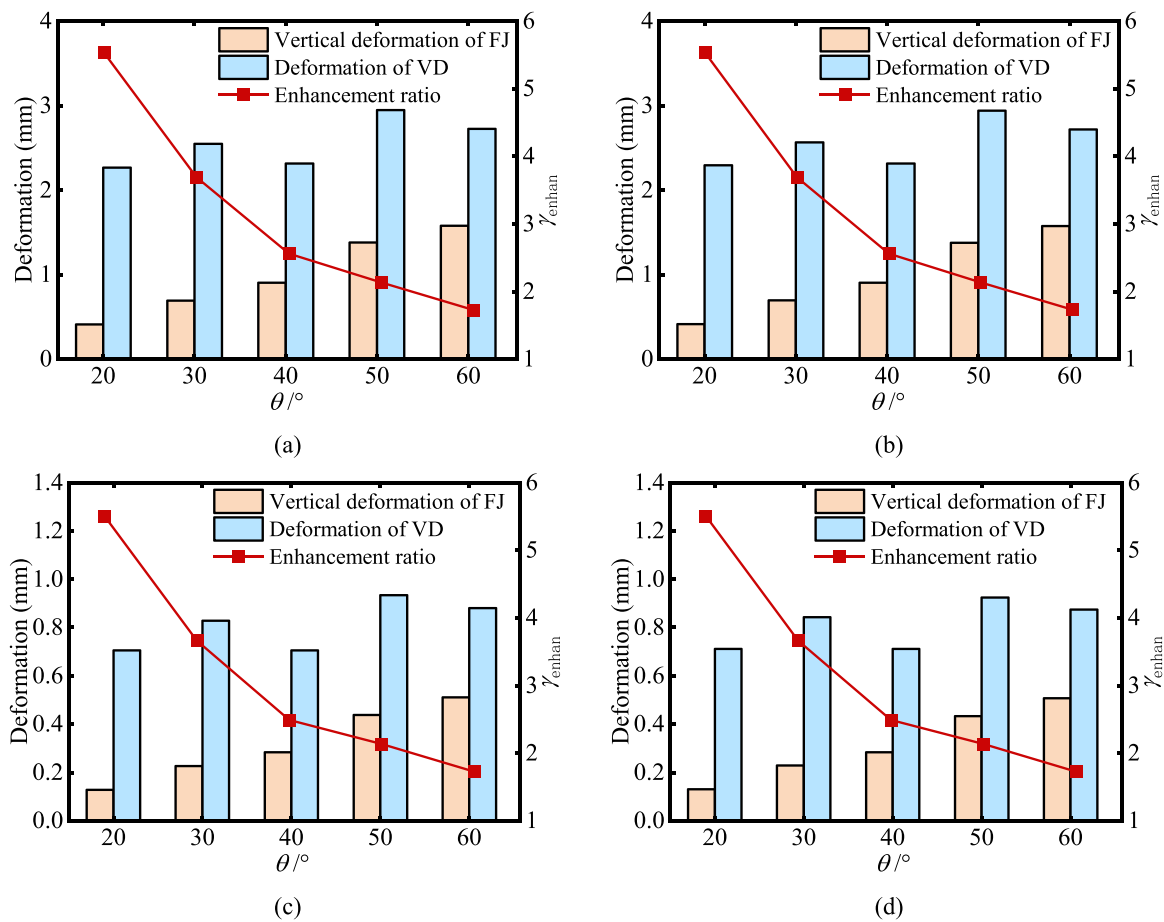 4
3
2
1
0
Deformation (mm)
Vertical deformation of FJ
Deformation of VD
Enhancement ratio
6
5
4
3
2
1
γenhan
20 30 40 50 60
θ /°
(a)
4
3
2
1
0
Deformation (mm)
Vertical deformation of FJ
Deformation of VD
Enhancement ratio
6
5
4
3
2
1
γenhan
20 30 40 50 60
θ /°
(b)
1.4
1.2
1.0
0.8
0.6
0.4
0.2
0.0
Deformation (mm)
Vertical deformation of FJ
Deformation of VD
Enhancement ratio
6
5
4
3
2
1
γenhan
20 30 40 50 60
θ /°
(c)
1.4
1.2
1.0
0.8
0.6
0.4
0.2
0.0
Deformation (mm)
Vertical deformation of FJ
Deformation of VD
Enhancement ratio
6
5
4
3
2
1
γenhan
20 30 40 50 60
θ /°
(d)